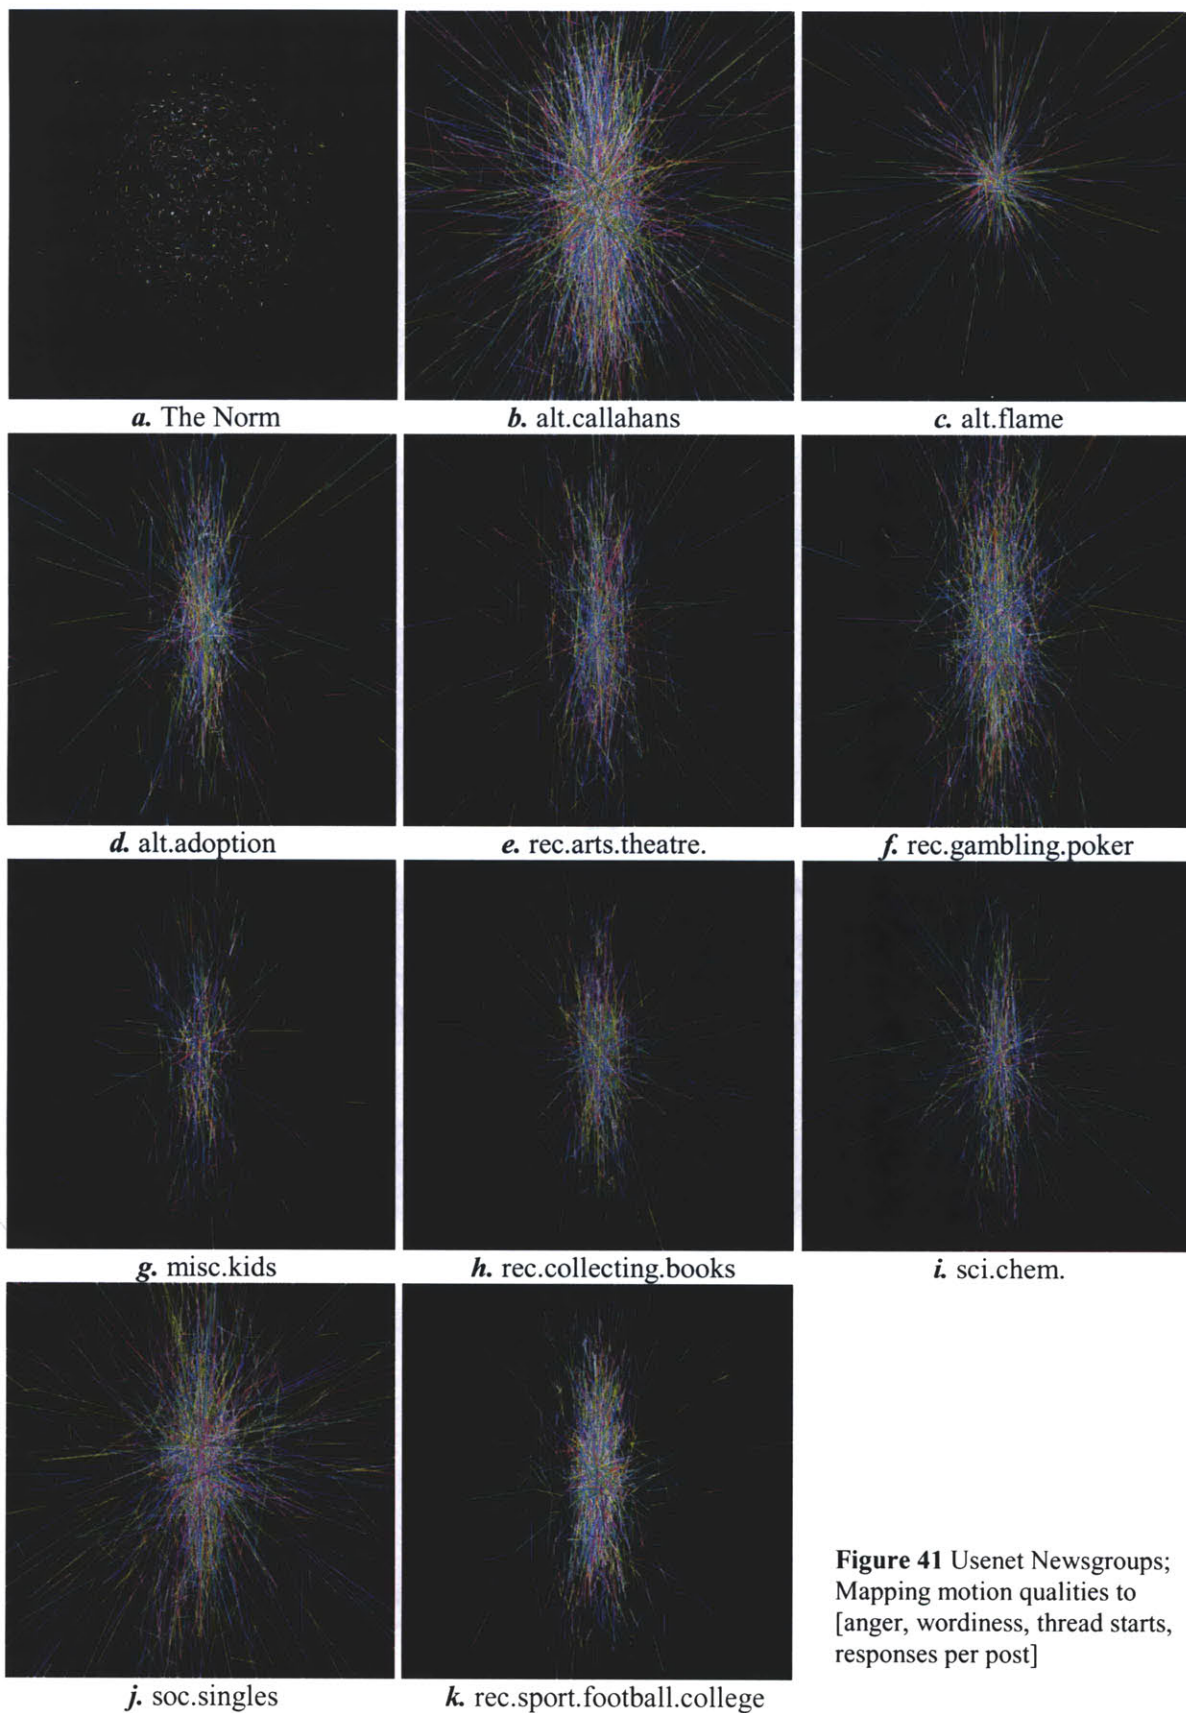 a. The Norm
b. alt.callahans
c. alt.flame
d. alt.adoption
e. rec.arts.theatre.
f. rec.gambling.poker
g. misc.kids
h. rec.collecting.books
i. sci.chem.
j. soc.singles
k. rec.sport.football.college
Figure 41 Usenet Newsgroups;
Mapping motion qualities to
[anger, wordiness, thread starts,
responses per post]